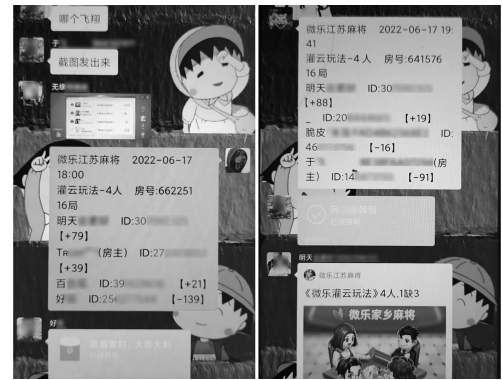 哪个飞翔
于
截图发出来
无缘
微乐江苏麻将 2022-06-17
18:00
灌云玩法-4人 房号:662251
16局
明天 ID:30
【+79】
TR (房主) ID:27
【+39】
百 ID:39 【+21】
好 ID:256 【-139】
好
微乐江苏麻将 2022-06-17 19:
41
灌云玩法-4人 房号:641576
16局
明天 ID:30
【+88】
_ ID:20 【+19】
脆皮 ID:
46 【-16】
于 (房
主) ID:14 【-91】
明天
微乐江苏麻将
《微乐灌云玩法》4人,1缺3
微乐家乡麻将